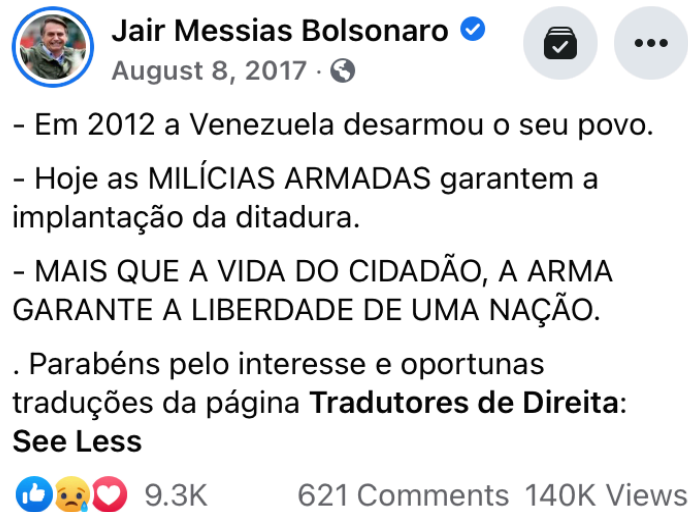 Jair Messias Bolsonaro
August 8, 2017 ·
- Em 2012 a Venezuela desarmou o seu povo.
- Hoje as MILÍCIAS ARMADAS garantem a
implantação da ditadura.
- MAIS QUE A VIDA DO CIDADÃO, A ARMA
GARANTE A LIBERDADE DE UMA NAÇÃO.
. Parabéns pelo interesse e oportunas
traduções da página Tradutores de Direita:
See Less
9.3K 621 Comments 140K Views